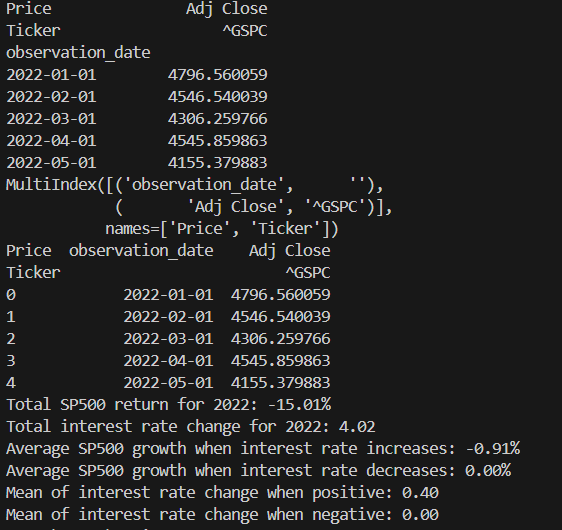 Price                      Adj Close
Ticker                         ^GSPC
observation_date
2022-01-01       4796.560059
2022-02-01       4546.540039
2022-03-01       4306.259766
2022-04-01       4545.859863
2022-05-01       4155.379883
MultiIndex([('observation_date',      ''),
            (       'Adj Close', '^GSPC')],
           names=['Price', 'Ticker'])
Price  observation_date    Adj Close
Ticker                         ^GSPC
0            2022-01-01  4796.560059
1            2022-02-01  4546.540039
2            2022-03-01  4306.259766
3            2022-04-01  4545.859863
4            2022-05-01  4155.379883
Total SP500 return for 2022: -15.01%
Total interest rate change for 2022: 4.02
Average SP500 growth when interest rate increases: -0.91%
Average SP500 growth when interest rate decreases: 0.00%
Mean of interest rate change when positive: 0.40
Mean of interest rate change when negative: 0.00